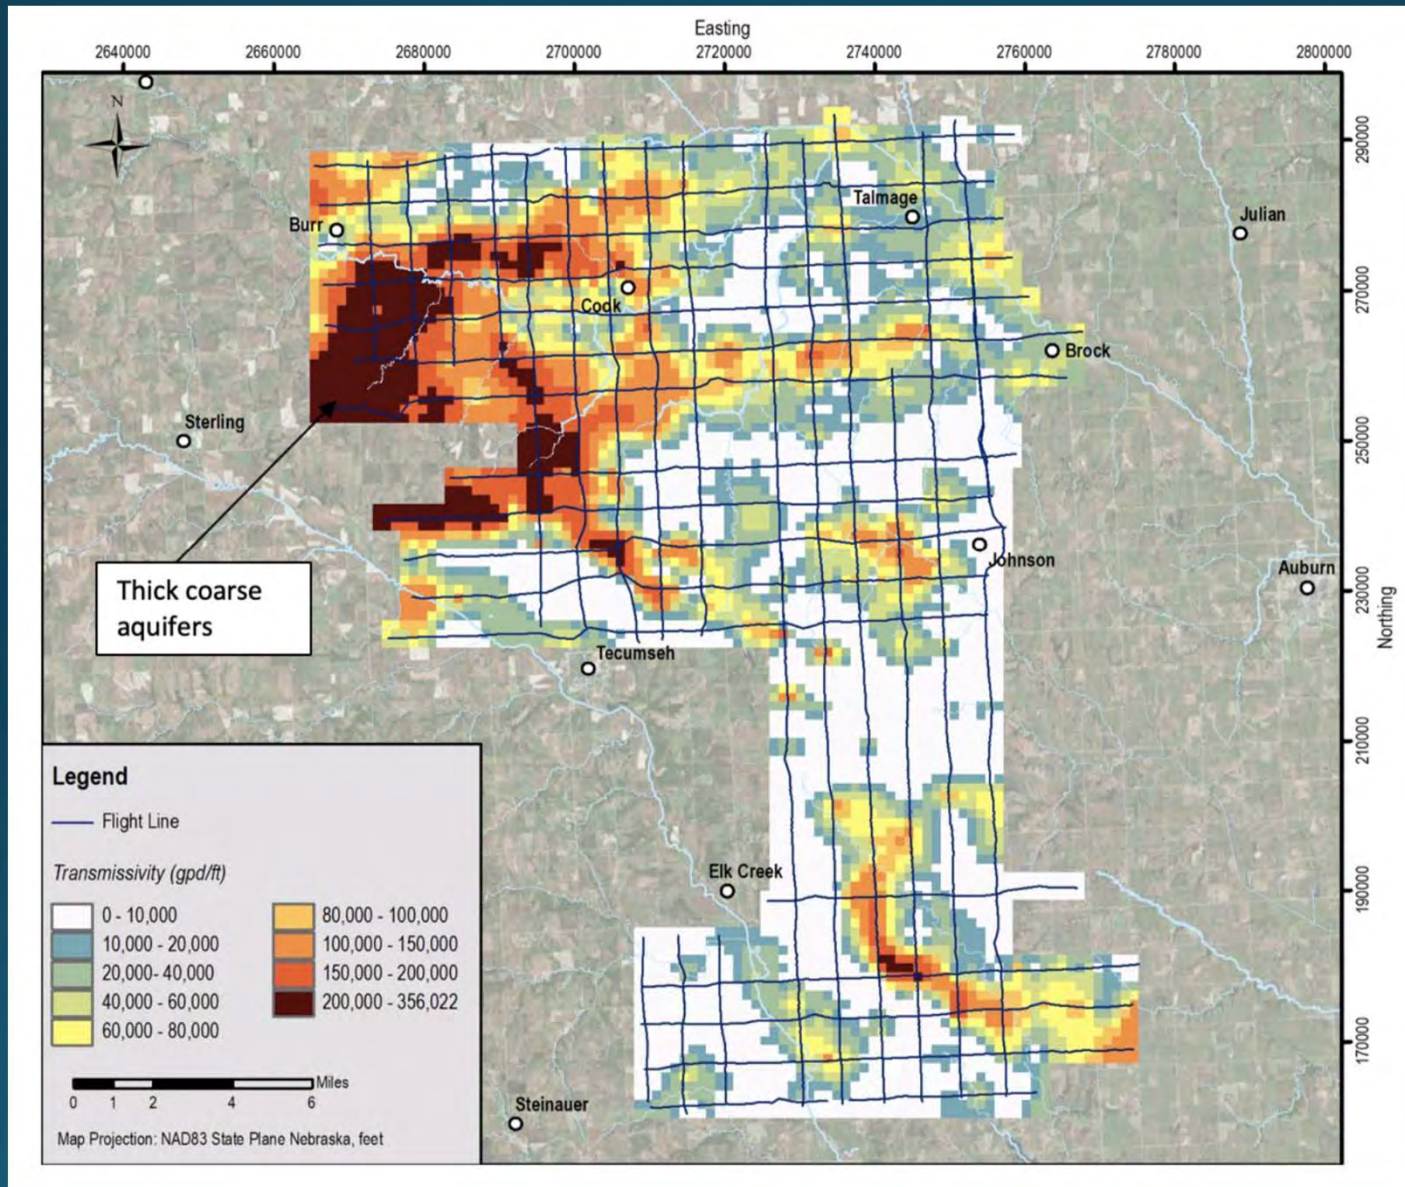 Easting
2640000 2660000 2680000 2700000 2720000 2740000 2760000 2780000 2800000
N
290000
Talmage
Julian
Burr
270000
Cook
Brock
Sterling
250000
Johnson
Auburn
Thick coarse
aquifers
230000
Northing
Tecumseh
210000
Elk Creek
190000
170000
Steinauer
Legend
Flight Line
Transmissivity (gpd/ft)
0 - 10,000
10,000 - 20,000
20,000- 40,000
40,000 - 60,000
60,000 - 80,000
80,000 - 100,000
100,000 - 150,000
150,000 - 200,000
200,000 - 356,022
Miles
0 1 2 4 6
Map Projection: NAD83 State Plane Nebraska, feet